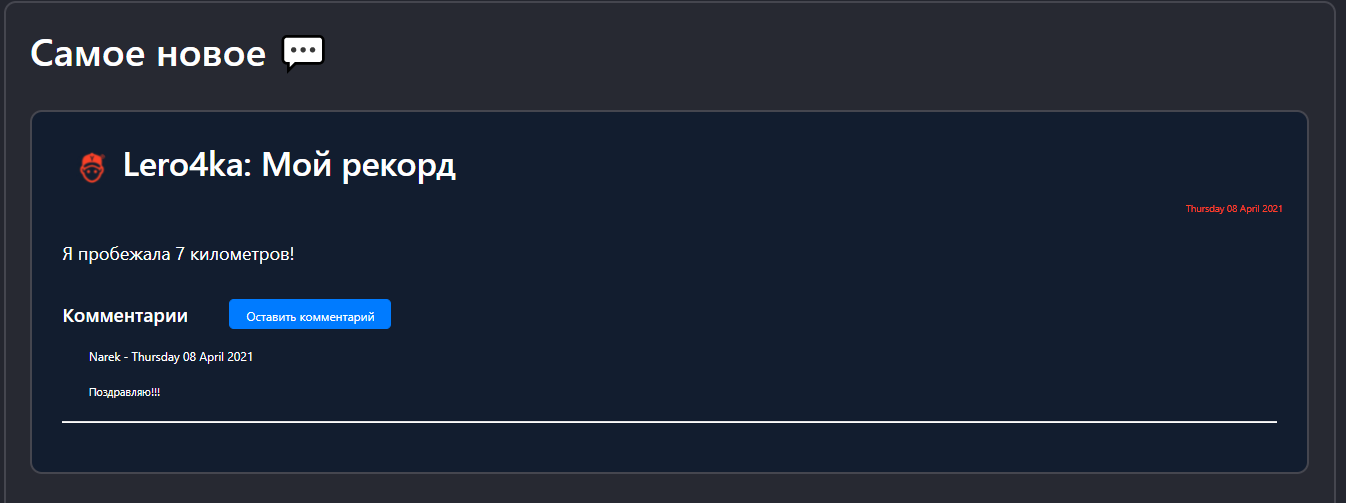 Самое новое
Lero4ka: Мой рекорд
Thursday 08 April 2021
Я пробежала 7 километров!
Комментарии
Оставить комментарий
Narek - Thursday 08 April 2021
Поздравляю!!!